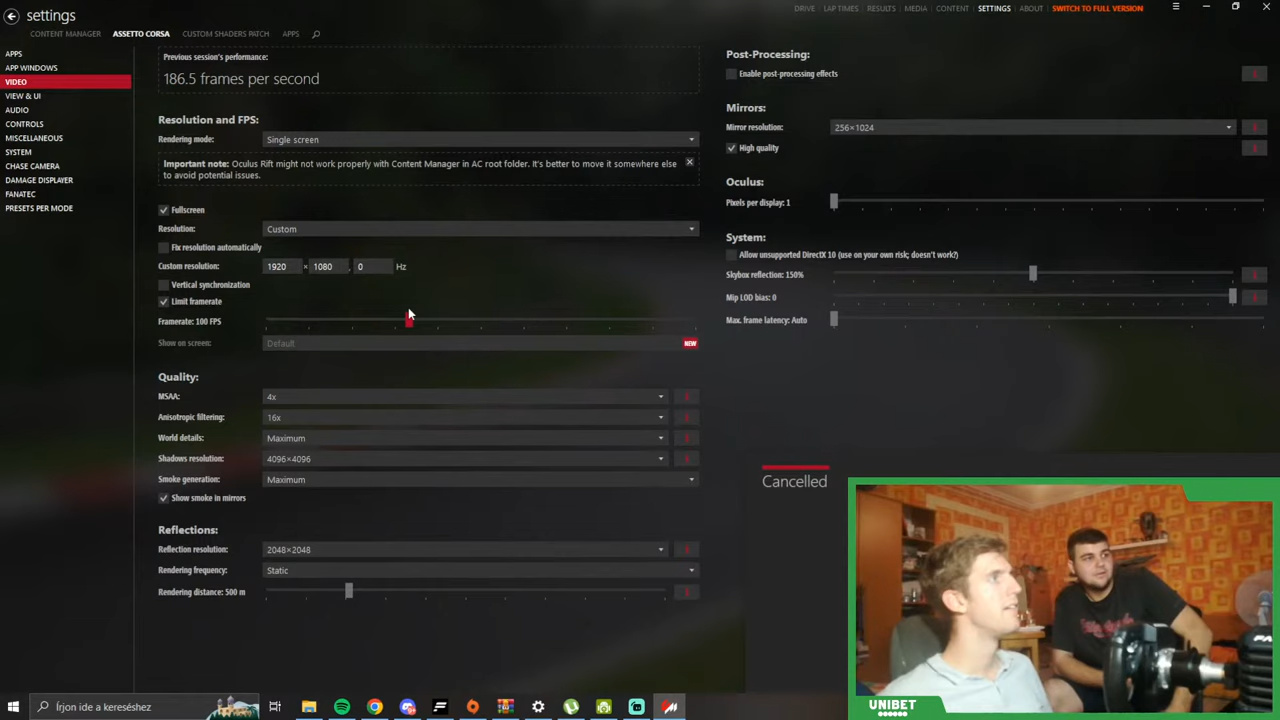 settings
DRIVE LAP TIMES RESULTS MEDIA CONTENT SETTINGS ABOUT SWITCH TO FULL VERSION
CONTENT MANAGER ASSETTO CORSA CUSTOM SHADERS PATCH APPS
APPS
APP WINDOWS
VIDEO
VIEW & UI
AUDIO
CONTROLS
MISCELLANEOUS
SYSTEM
CHASE CAMERA
DAMAGE DISPLAYER
FANATEC
PRESETS PER MODE
Previous session's performance:
186.5 frames per second
Resolution and FPS:
Rendering mode: Single screen
Important note: Oculus Rift might not work properly with Content Manager in AC root folder. It's better to move it somewhere else
to avoid potential issues.
Fullscreen
Resolution: Custom
Fix resolution automatically
Custom resolution: 1920 × 1080 , 0 Hz
Vertical synchronization
Limit framerate
Framerate: 100 FPS
Show on screen: Default NEW
Quality:
MSAA: 4x
Anisotropic filtering: 16x
World details: Maximum
Shadows resolution: 4096×4096
Smoke generation: Maximum
Show smoke in mirrors
Reflections:
Reflection resolution: 2048×2048
Rendering frequency: Static
Rendering distance: 500 m
Post-Processing:
Enable post-processing effects
Mirrors:
Mirror resolution: 256×1024
High quality
Oculus:
Pixels per display: 1
System:
Allow unsupported DirectX 10 (use on your own risk; doesn't work?)
Skybox reflection: 150%
Mip LOD bias: 0
Max. frame latency: Auto
Cancelled
UNIBET
Írjon ide a kereséshez